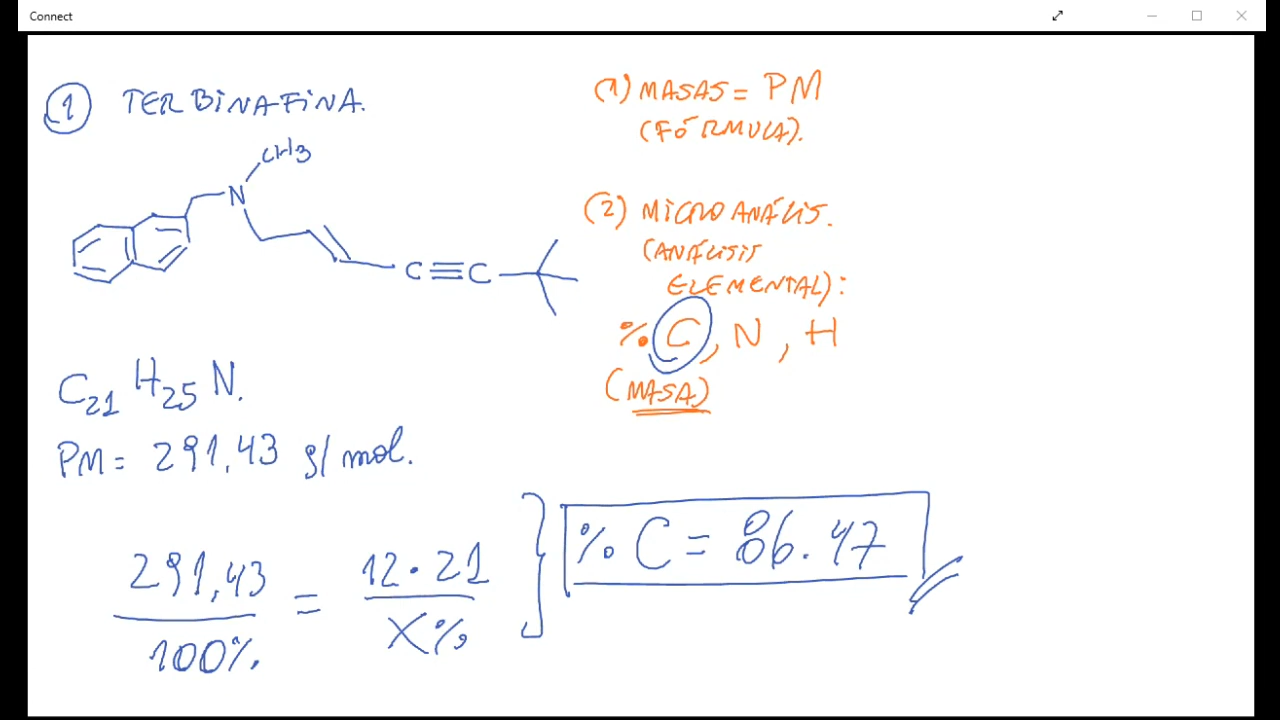 Connect
1 TERBINAFINA.
CH3
N
C≡C
C21 H25 N.
PM = 291,43 g/mol.
291,43 / 100% = 12·21 / X%
% C = 86.47
(1) MASAS = PM
(FÓRMULA).
(2) MICROANÁLIS.
(ANÁLISIS
ELEMENTAL):
% C, N, H
(MASA)